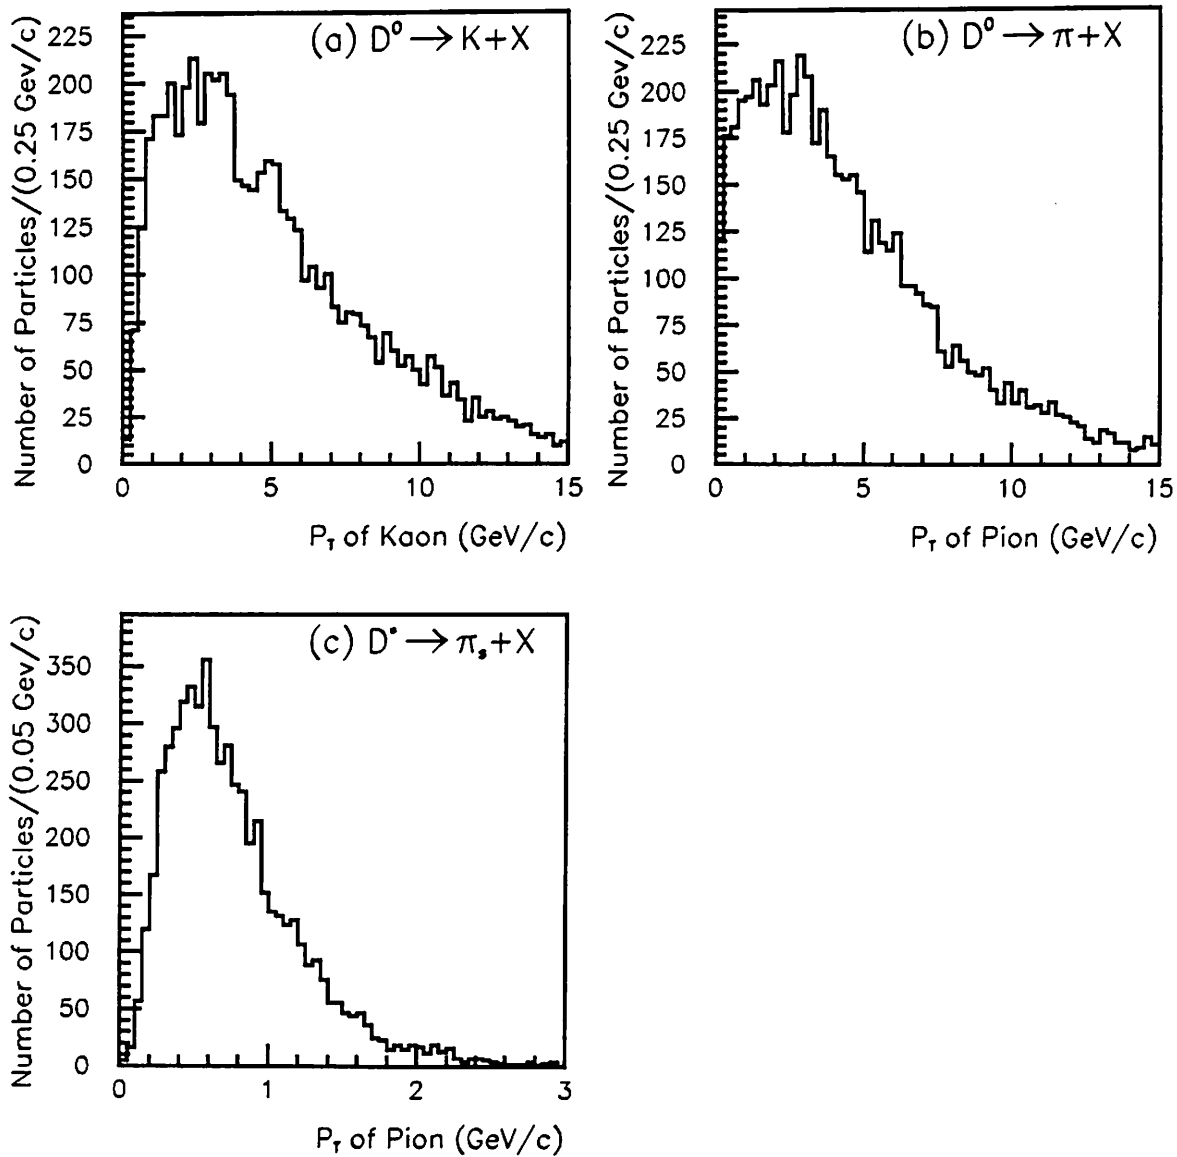 (a) D⁰ → K+X
Number of Particles/(0.25 Gev/c)
225
200
175
150
125
100
75
50
25
0
0 5 10 15
P_T of Kaon (GeV/c)
(b) D⁰ → π+X
Number of Particles/(0.25 Gev/c)
225
200
175
150
125
100
75
50
25
0
0 5 10 15
P_T of Pion (GeV/c)
(c) D* → π_s+X
Number of Particles/(0.05 Gev/c)
350
300
250
200
150
100
50
0
0 1 2 3
P_T of Pion (GeV/c)